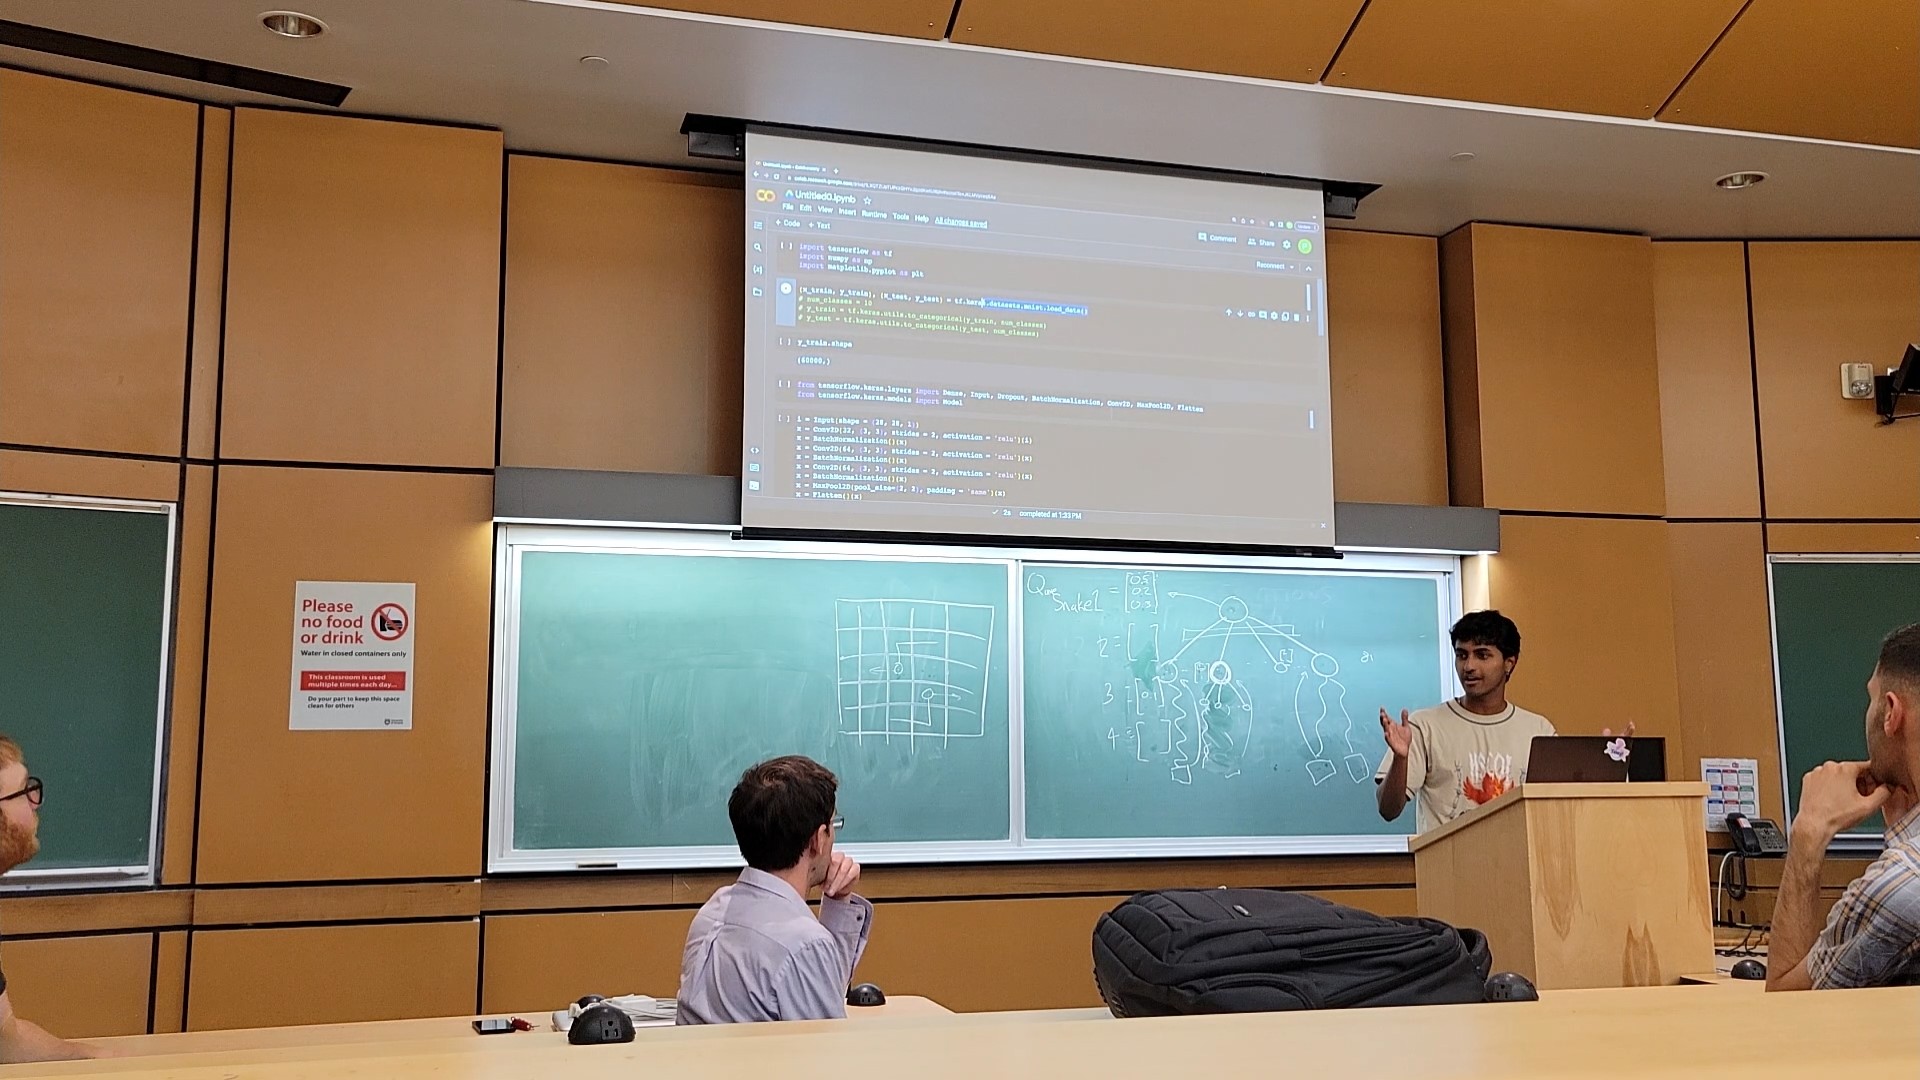 Untitled0.ipynb
File Edit View Insert Runtime Tools Help All changes saved
+ Code + Text
Comment Share
Reconnect
[ ] import tensorflow as tf
import numpy as np
import matplotlib.pyplot as plt
(x_train, y_train), (x_test, y_test) = tf.keras.datasets.mnist.load_data()
# num_classes = 10
# y_train = tf.keras.utils.to_categorical(y_train, num_classes)
# y_test = tf.keras.utils.to_categorical(y_test, num_classes)
[ ] y_train.shape
(60000,)
[ ] from tensorflow.keras.layers import Dense, Input, Dropout, BatchNormalization, Conv2D, MaxPool2D, Flatten
from tensorflow.keras.models import Model
[ ] i = Input(shape = (28, 28, 1))
x = Conv2D(32, (3, 3), strides = 2, activation = 'relu')(i)
x = BatchNormalization()(x)
x = Conv2D(64, (3, 3), strides = 2, activation = 'relu')(x)
x = BatchNormalization()(x)
x = Conv2D(64, (3, 3), strides = 2, activation = 'relu')(x)
x = BatchNormalization()(x)
x = MaxPool2D(pool_size=(2, 2), padding = 'same')(x)
x = Flatten()(x)
2s completed at 1:33 PM
Please
no food
or drink
Water in closed containers only
This classroom is used
multiple times each day...
Do your part to keep this space
clean for others
Snake1 =
0.5
0.2
0.3
2 =
3 =
4 =